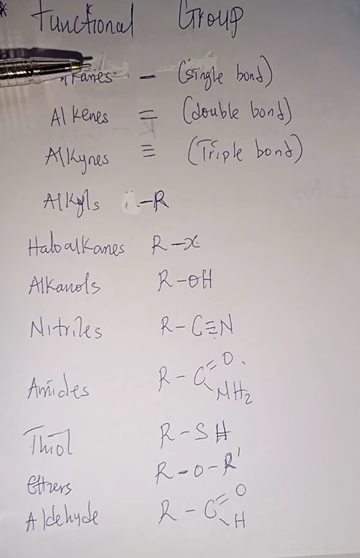 * Functional Group
Alkanes – (single bond)
Alkenes = (double bond)
Alkynes ≡ (Triple bond)
Alkyls –R
Haloalkanes R–X
Alkanols R–OH
Nitriles R–C≡N
Amides R–C=O NH2
Thiol R–SH
Ethers R–O–R'
Aldehyde R–C=O H